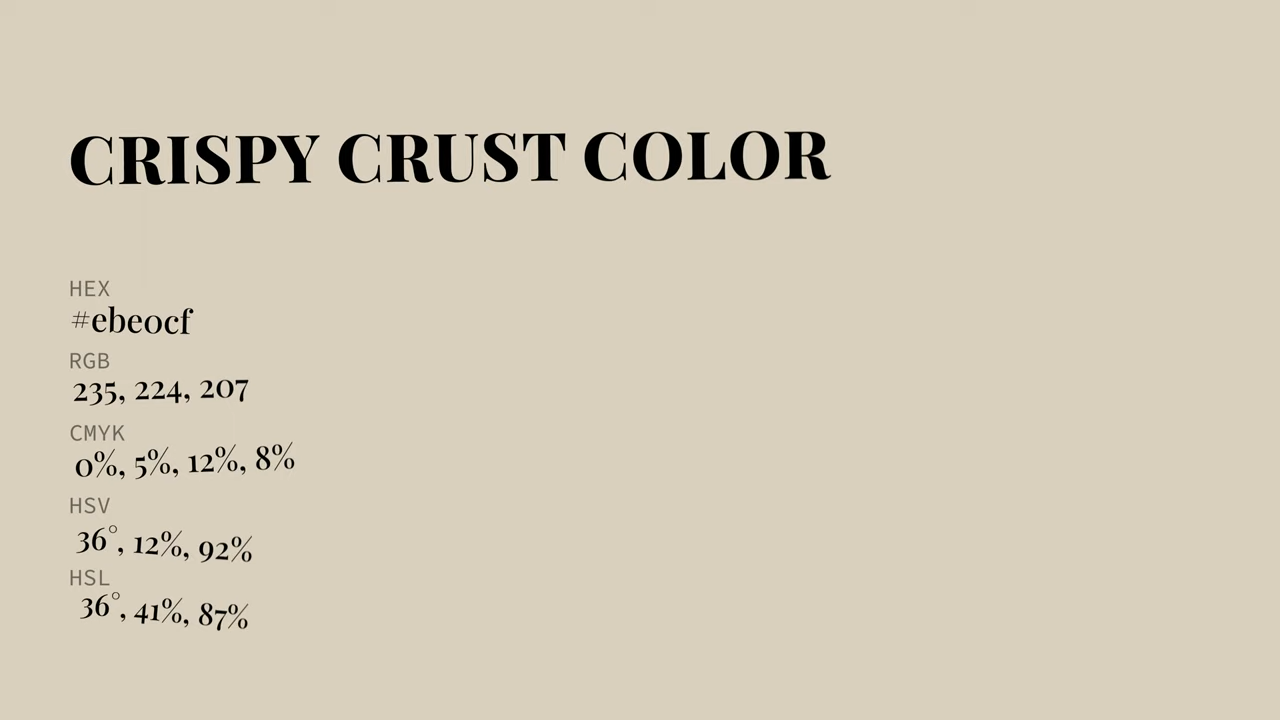 CRISPY CRUST COLOR
HEX
#ebe0cf
RGB
235, 224, 207
CMYK
0%, 5%, 12%, 8%
HSV
36°, 12%, 92%
HSL
36°, 41%, 87%